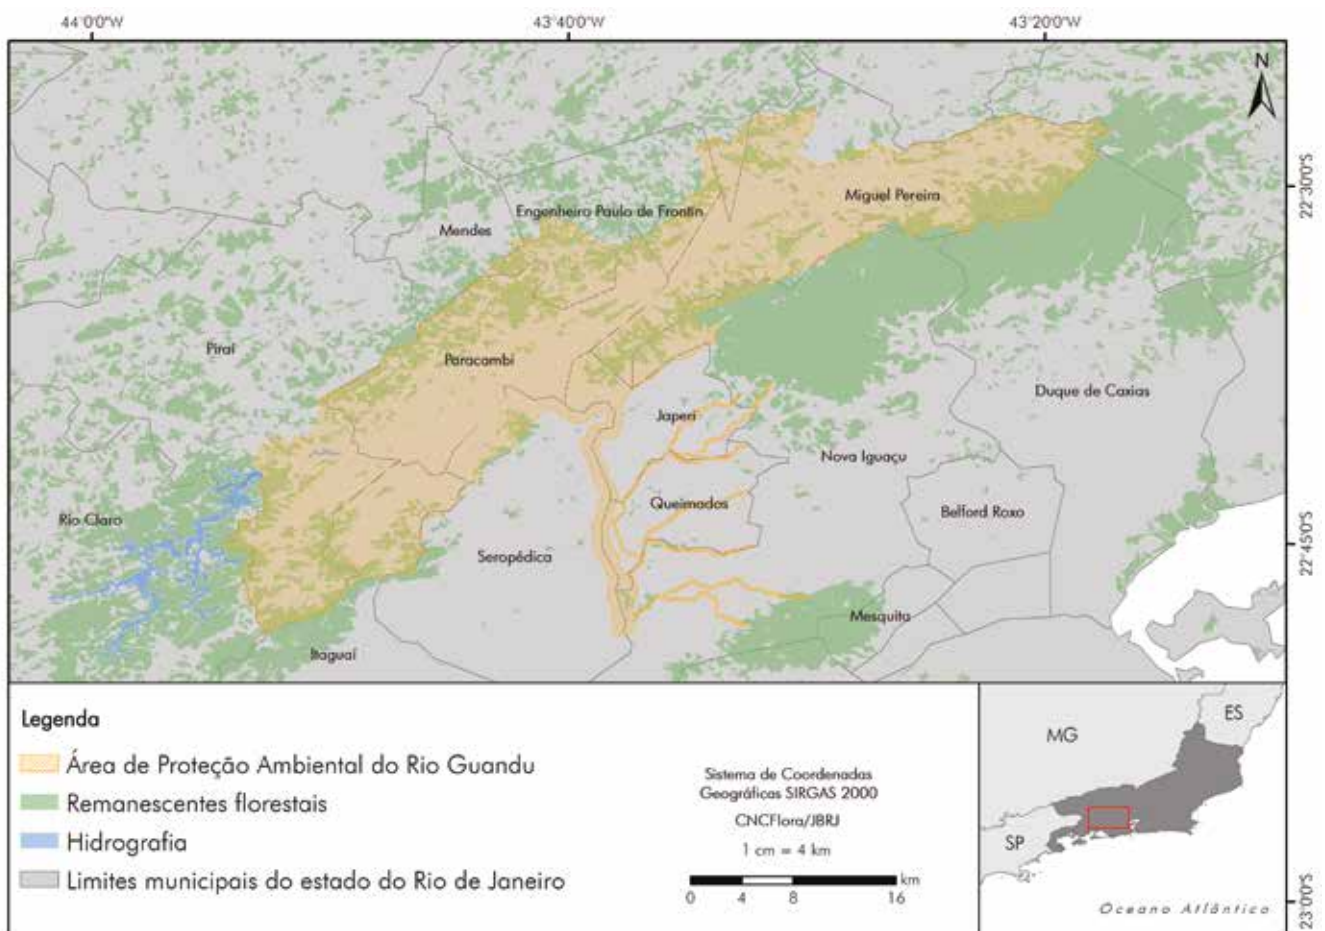 44°00'W
43°40'W
43°20'W
N
22°30'0"S
Miguel Pereira
Engenheiro Paulo de Frontin
Mendes
Piraí
Paracambi
Duque de Caxias
Japeri
Nova Iguaçu
Queimados
Belford Roxo
Rio Claro
22°45'0"S
Seropédica
Mesquita
Itaguaí
Legenda
Área de Proteção Ambiental do Rio Guandu
Remanescentes florestais
Hidrografia
Limites municipais do estado do Rio de Janeiro
Sistema de Coordenadas
Geográficas SIRGAS 2000
CNCFlora/JBRJ
1 cm = 4 km
km
0 4 8 16
MG
ES
SP
Oceano Atlântico
23°0'0"S